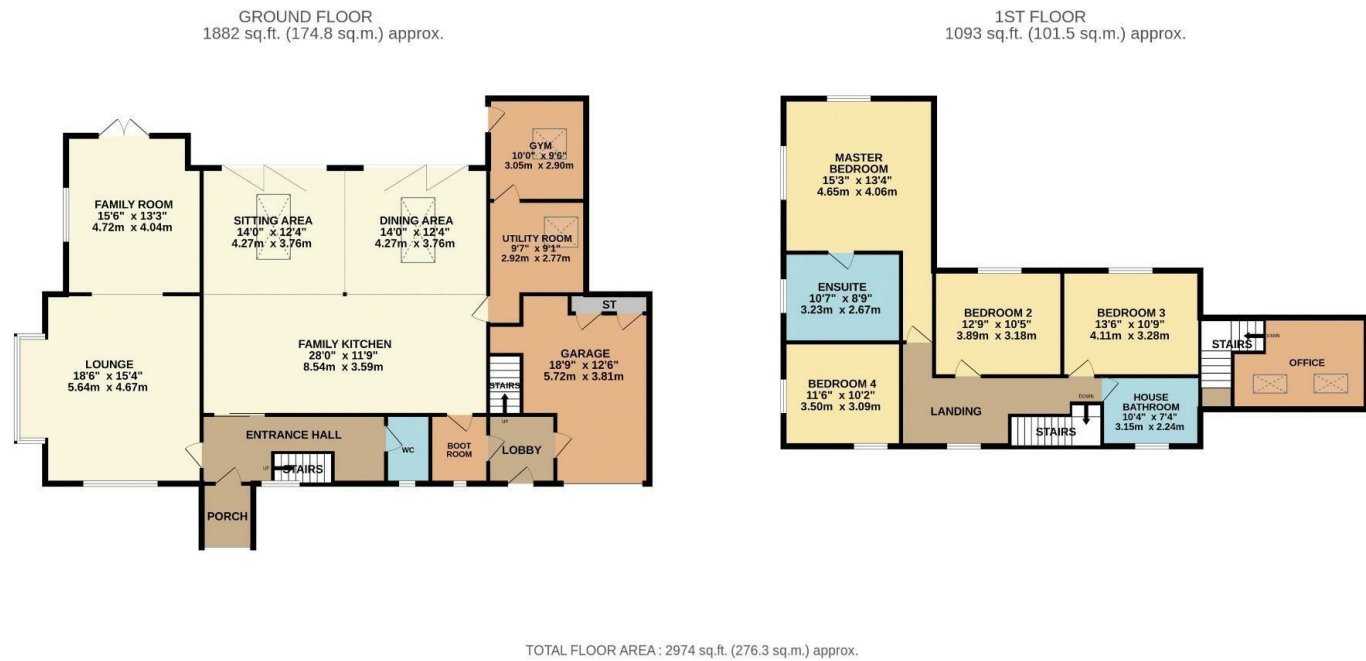 GROUND FLOOR
1882 sq.ft. (174.8 sq.m.) approx.
GYM
10'0" x 9'6"
3.05m x 2.90m
FAMILY ROOM
15'6" x 13'3"
4.72m x 4.04m
SITTING AREA
14'0" x 12'4"
4.27m x 3.76m
DINING AREA
14'0" x 12'4"
4.27m x 3.76m
UTILITY ROOM
9'7" x 9'1"
2.92m x 2.77m
ST
LOUNGE
18'6" x 15'4"
5.64m x 4.67m
FAMILY KITCHEN
28'0" x 11'9"
8.54m x 3.59m
GARAGE
18'9" x 12'6"
5.72m x 3.81m
STAIRS
UP
ENTRANCE HALL
UP
STAIRS
WC
BOOT
ROOM
LOBBY
PORCH
1ST FLOOR
1093 sq.ft. (101.5 sq.m.) approx.
MASTER
BEDROOM
15'3" x 13'4"
4.65m x 4.06m
ENSUITE
10'7" x 8'9"
3.23m x 2.67m
BEDROOM 2
12'9" x 10'5"
3.89m x 3.18m
BEDROOM 3
13'6" x 10'9"
4.11m x 3.28m
STAIRS
DOWN
OFFICE
BEDROOM 4
11'6" x 10'2"
3.50m x 3.09m
LANDING
DOWN
STAIRS
HOUSE
BATHROOM
10'4" x 7'4"
3.15m x 2.24m
TOTAL FLOOR AREA : 2974 sq.ft. (276.3 sq.m.) approx.